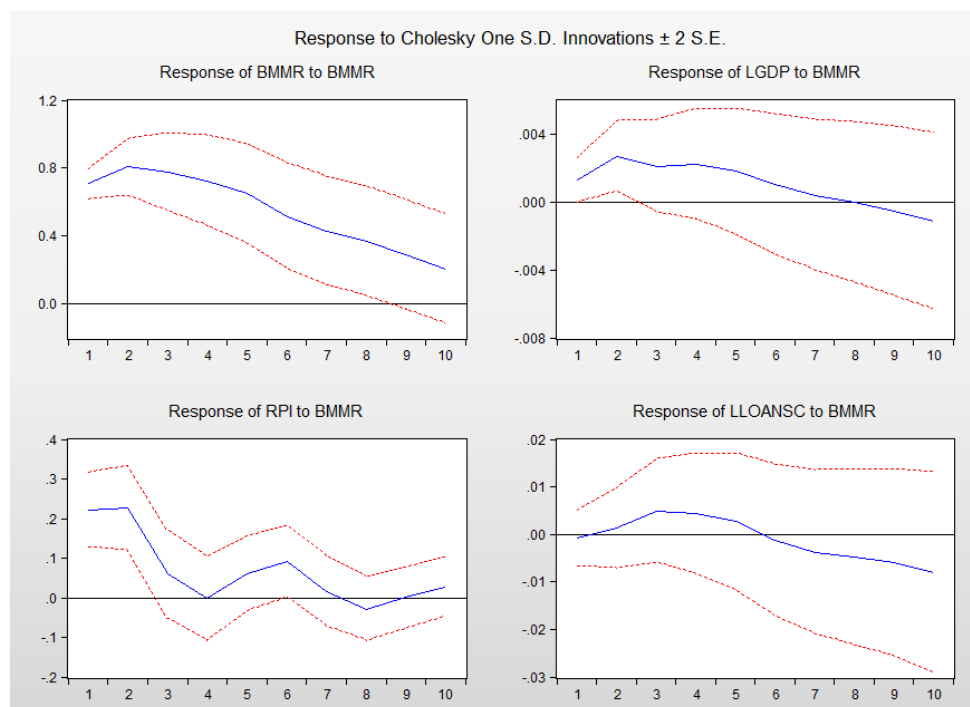 Response to Cholesky One S.D. Innovations ± 2 S.E.
Response of BMMR to BMMR
1.2
0.8
0.4
0.0
1 2 3 4 5 6 7 8 9 10
Response of LGDP to BMMR
.004
.000
-.004
-.008
1 2 3 4 5 6 7 8 9 10
Response of RPI to BMMR
.4
.3
.2
.1
.0
-.1
-.2
1 2 3 4 5 6 7 8 9 10
Response of LLOANSC to BMMR
.02
.01
.00
-.01
-.02
-.03
1 2 3 4 5 6 7 8 9 10